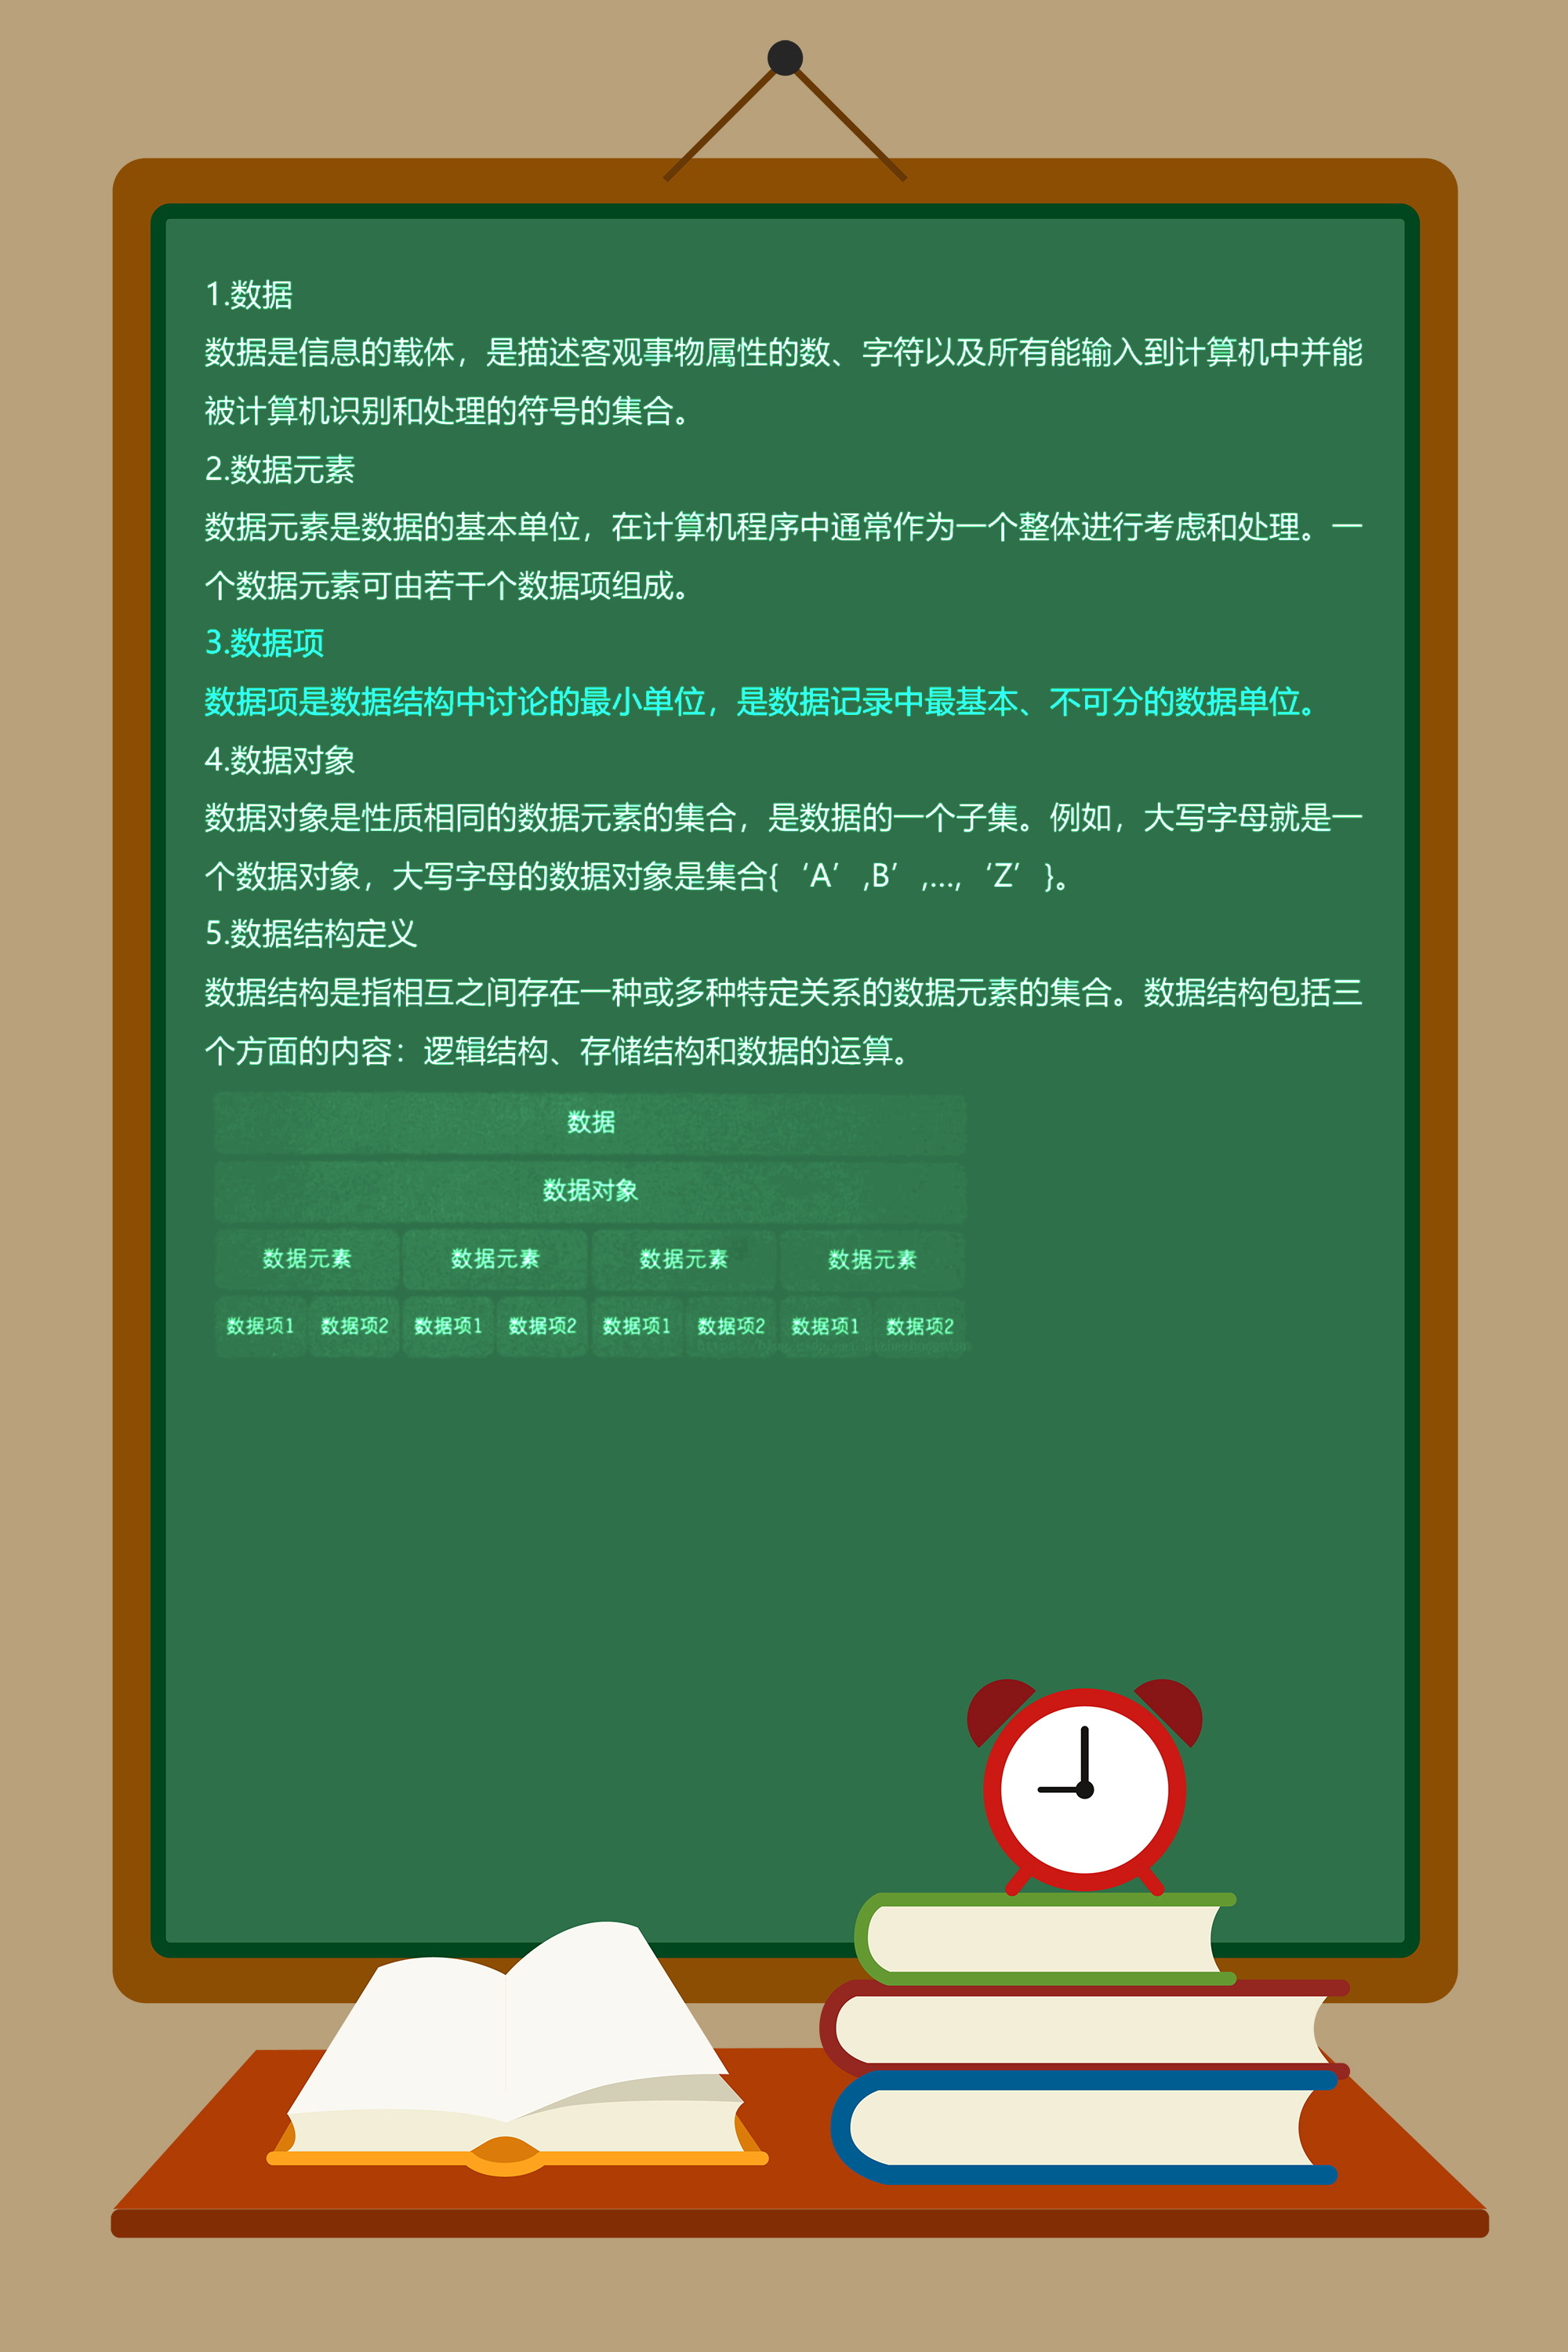 1.数据
数据是信息的载体，是描述客观事物属性的数、字符以及所有能输入到计算机中并能
被计算机识别和处理的符号的集合。
2.数据元素
数据元素是数据的基本单位，在计算机程序中通常作为一个整体进行考虑和处理。一
个数据元素可由若干个数据项组成。
3.数据项
数据项是数据结构中讨论的最小单位，是数据记录中最基本、不可分的数据单位。
4.数据对象
数据对象是性质相同的数据元素的集合，是数据的一个子集。例如，大写字母就是一
个数据对象，大写字母的数据对象是集合{‘A’,B’,…,‘Z’}。
5.数据结构定义
数据结构是指相互之间存在一种或多种特定关系的数据元素的集合。数据结构包括三
个方面的内容：逻辑结构、存储结构和数据的运算。
数据
数据对象
数据元素 数据元素 数据元素 数据元素
数据项1 数据项2 数据项1 数据项2 数据项1 数据项2 数据项1 数据项2